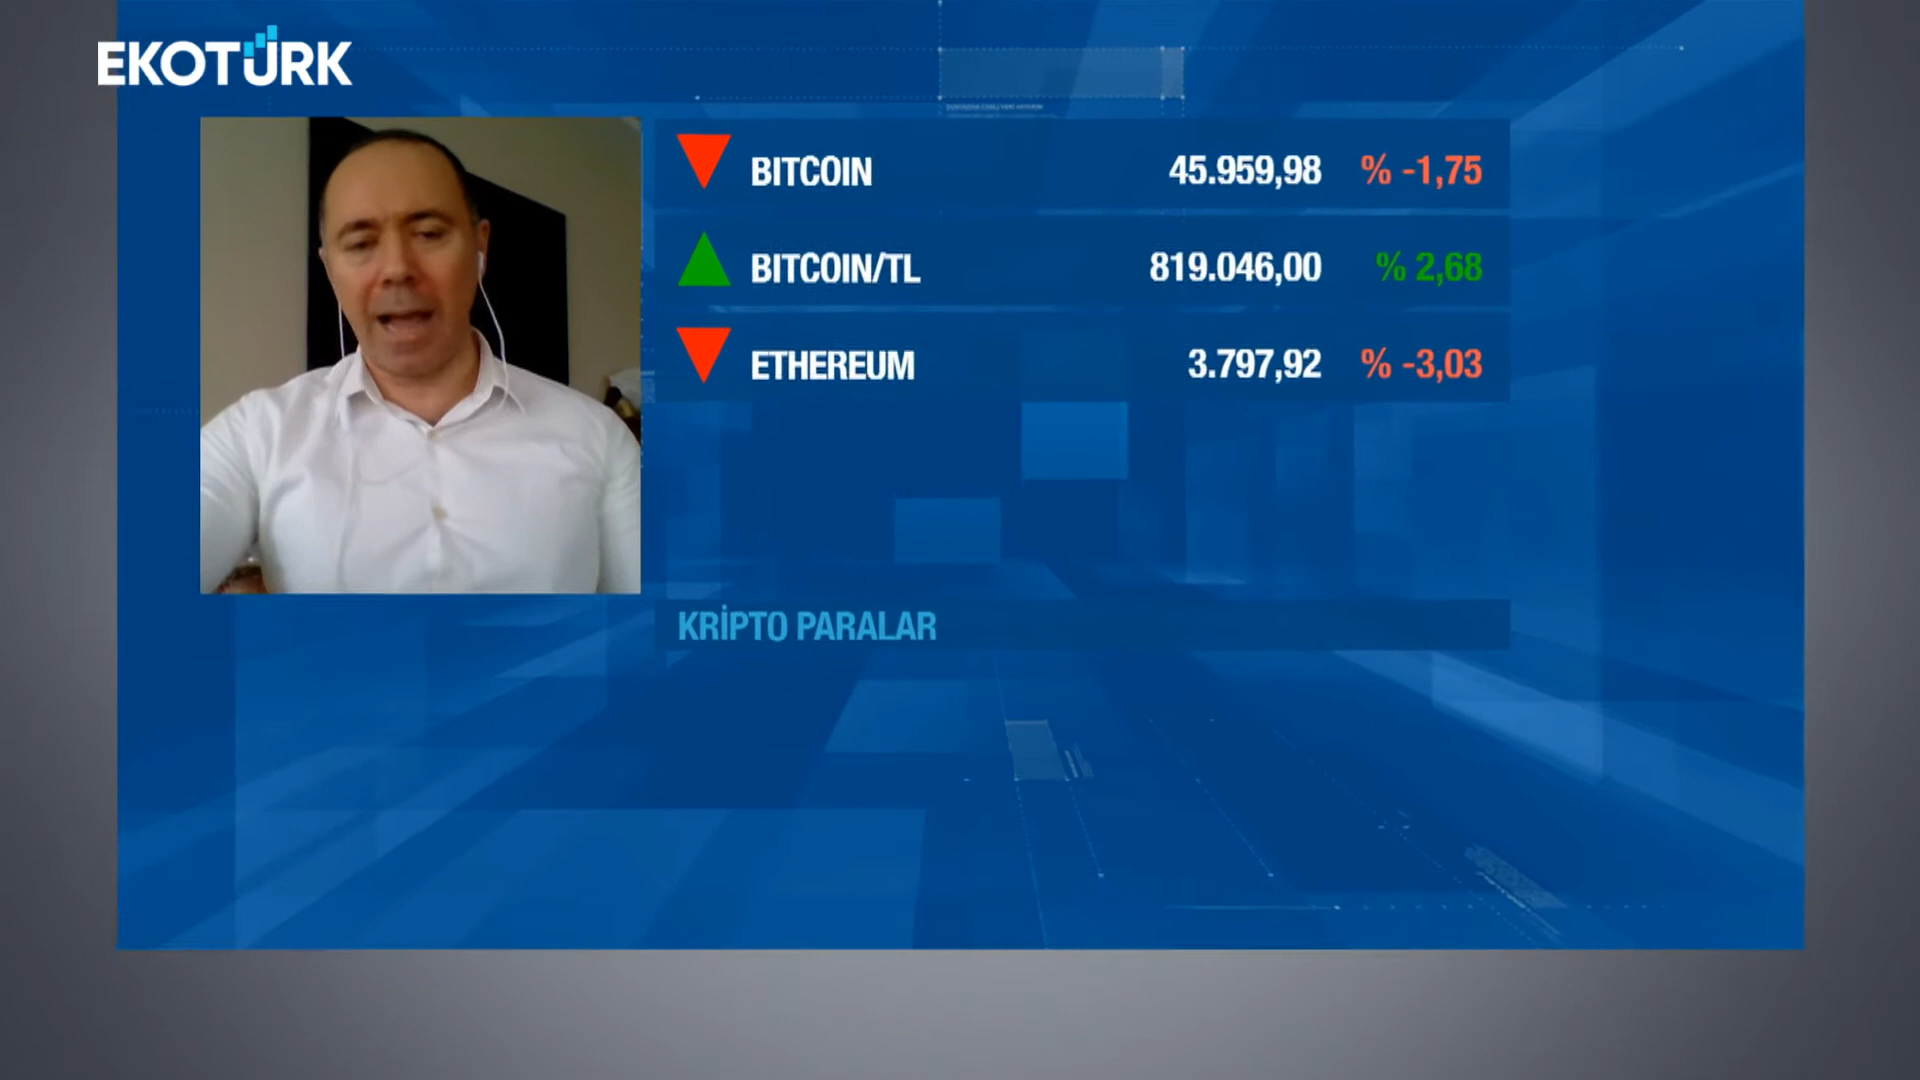 EKOTÜRK
BITCOIN 45.959,98 % -1,75
BITCOIN/TL 819.046,00 % 2,68
ETHEREUM 3.797,92 % -3,03
KRİPTO PARALAR